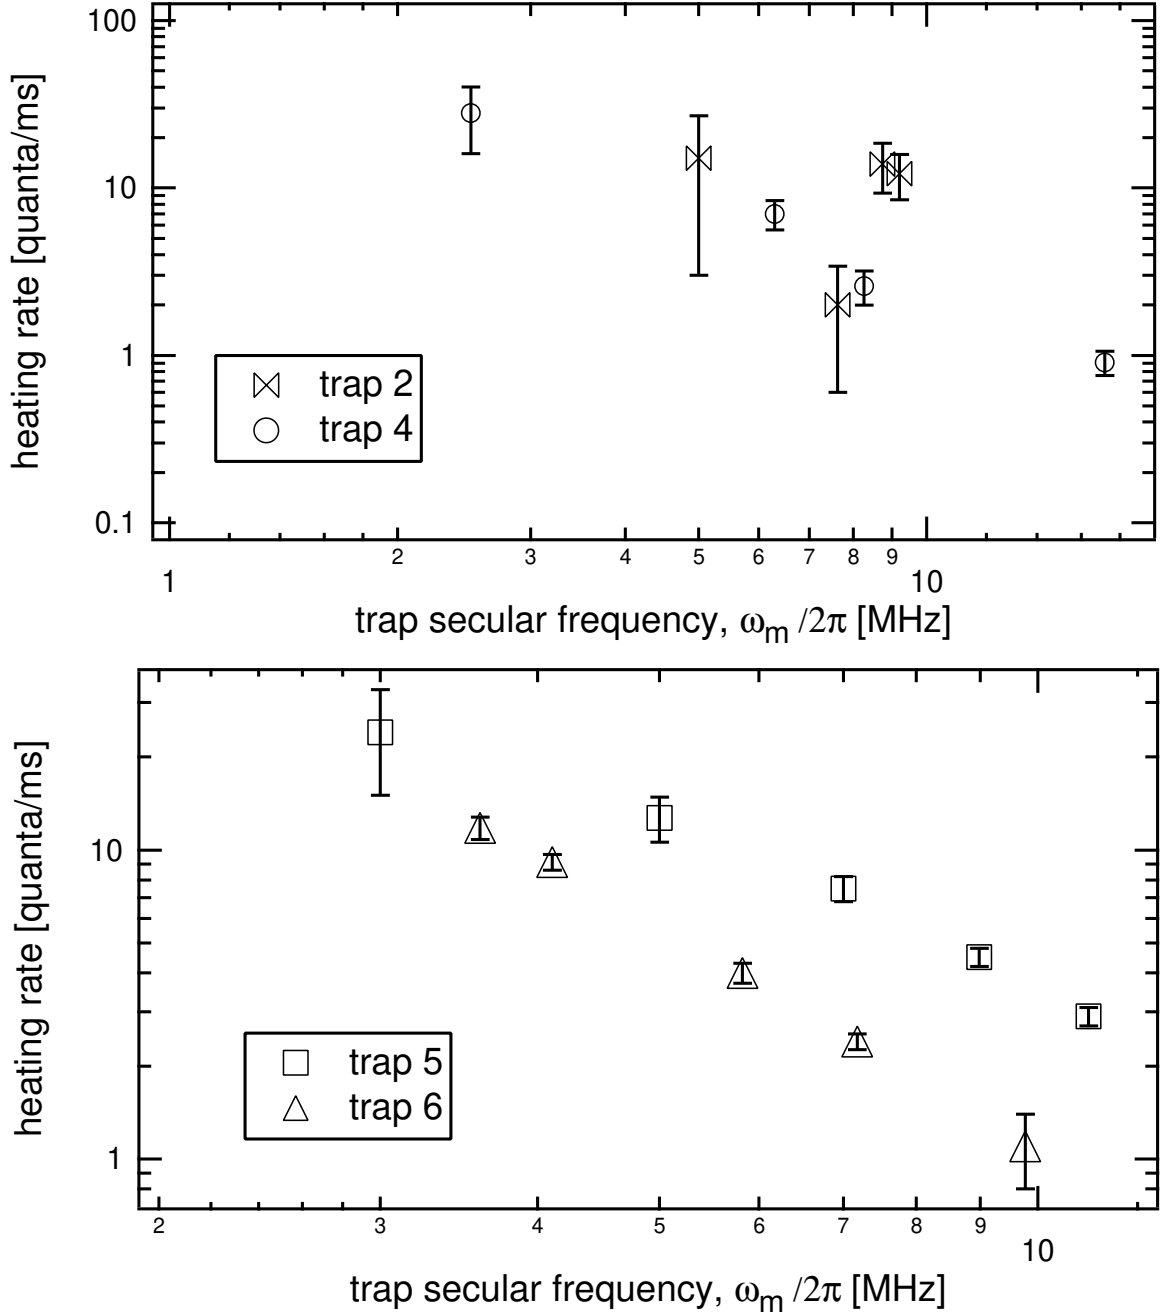 100
10
1
0.1
heating rate [quanta/ms]
trap 2
trap 4
2 3 4 5 6 7 8 9
1 10
trap secular frequency, ω_m /2π [MHz]
10
1
heating rate [quanta/ms]
trap 5
trap 6
2 3 4 5 6 7 8 9
10
trap secular frequency, ω_m /2π [MHz]